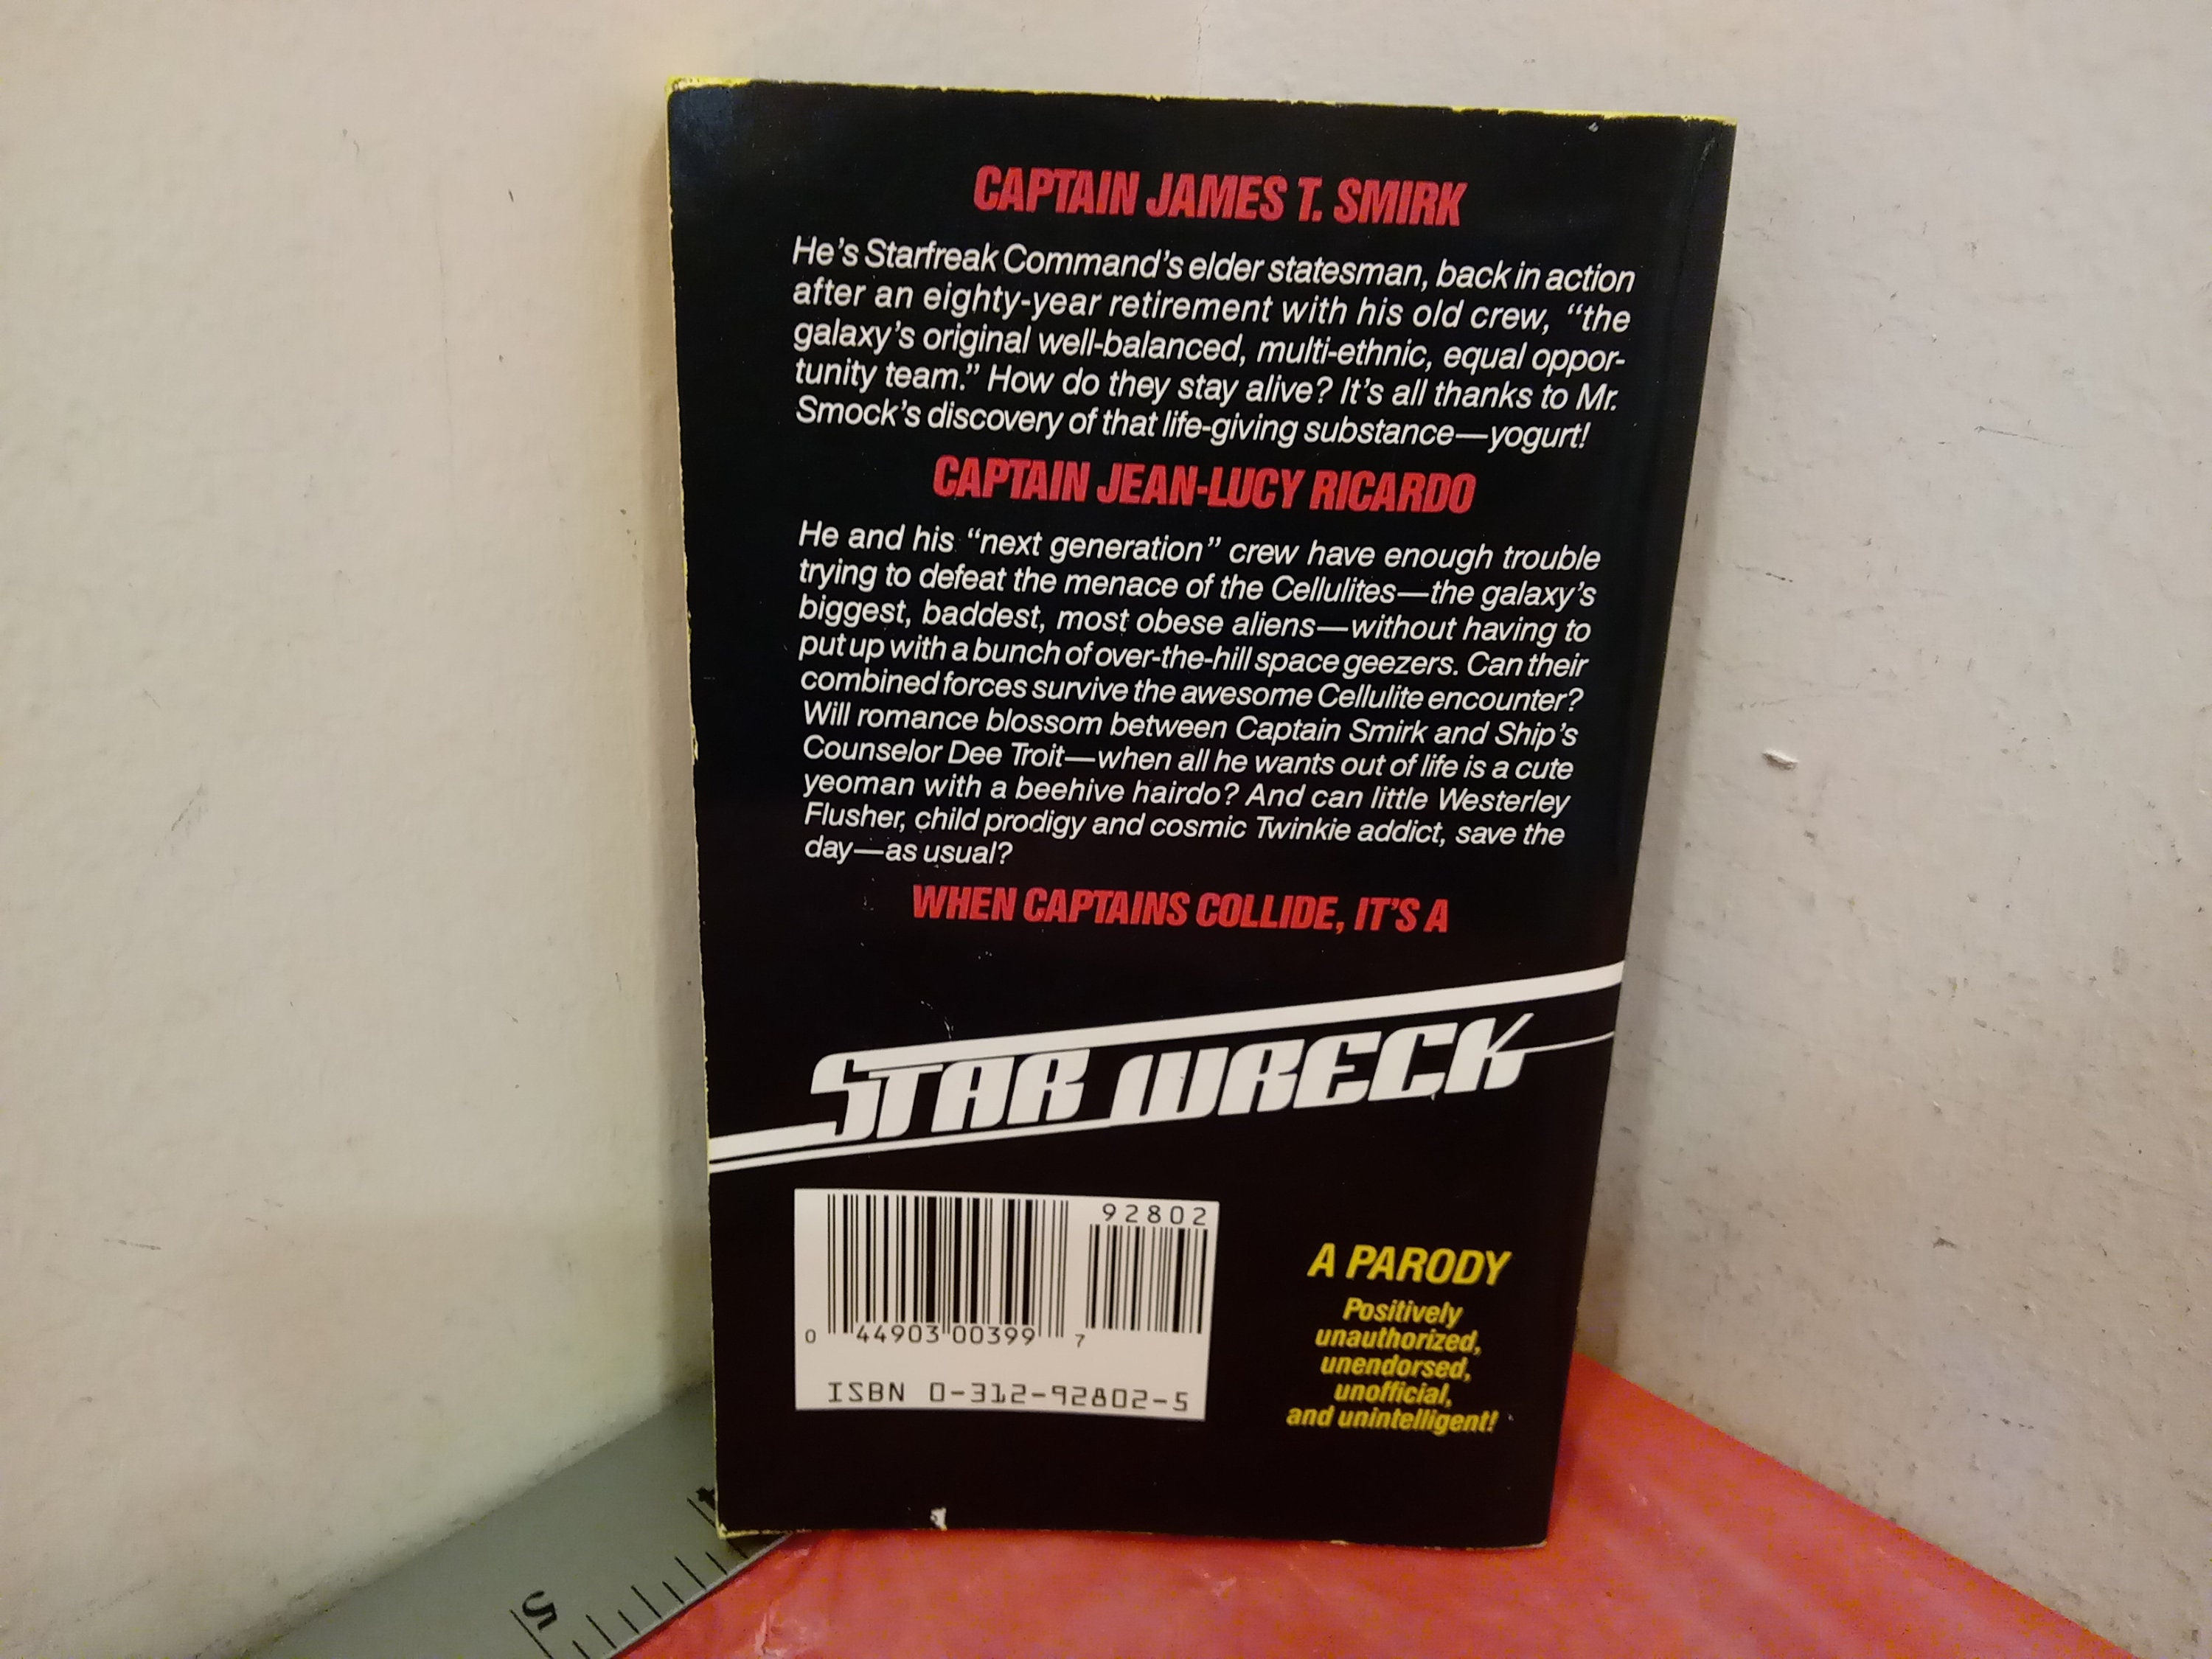 CAPTAIN JAMES T. SMIRK
He's Starfreak Command's elder statesman, back in action
after an eighty-year retirement with his old crew, "the
galaxy's original well-balanced, multi-ethnic, equal oppor-
tunity team." How do they stay alive? It's all thanks to Mr.
Smock's discovery of that life-giving substance—yogurt!
CAPTAIN JEAN-LUCY RICARDO
He and his "next generation" crew have enough trouble
trying to defeat the menace of the Cellulites—the galaxy's
biggest, baddest, most obese aliens—without having to
put up with a bunch of over-the-hill space geezers. Can their
combined forces survive the awesome Cellulite encounter?
Will romance blossom between Captain Smirk and Ship's
Counselor Dee Troit—when all he wants out of life is a cute
yeoman with a beehive hairdo? And can little Westerley
Flusher, child prodigy and cosmic Twinkie addict, save the
day—as usual?
WHEN CAPTAINS COLLIDE, IT'S A
STAR WRECK
92802
0 44903 00399 7
ISBN 0-312-92802-5
A PARODY
Positively
unauthorized,
unendorsed,
unofficial,
and unintelligent!
4
5